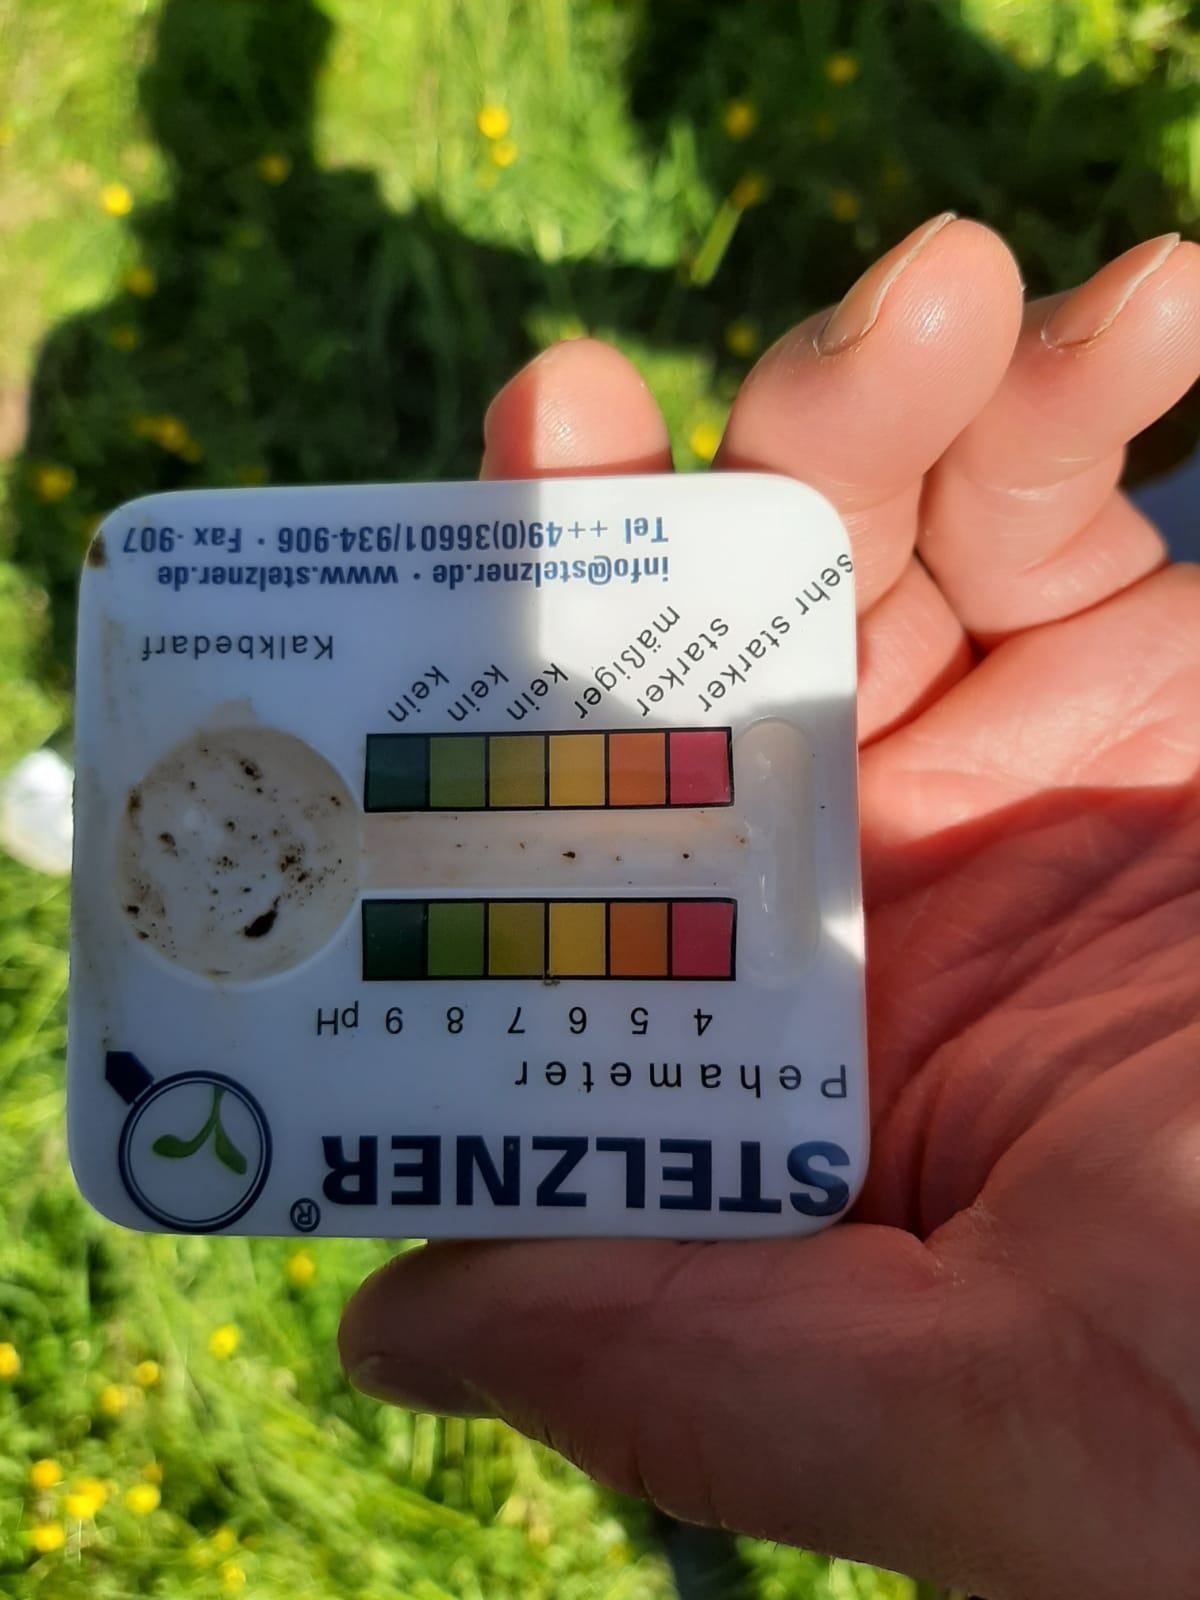 STELZNER®
Pehameter
4 5 6 7 8 9 pH
sehr starker
starker
mäßiger
kein
kein
kein
Kalkbedarf
info@stelzner.de • www.stelzner.de
Tel ++49(0)36601/934-906 • Fax -907